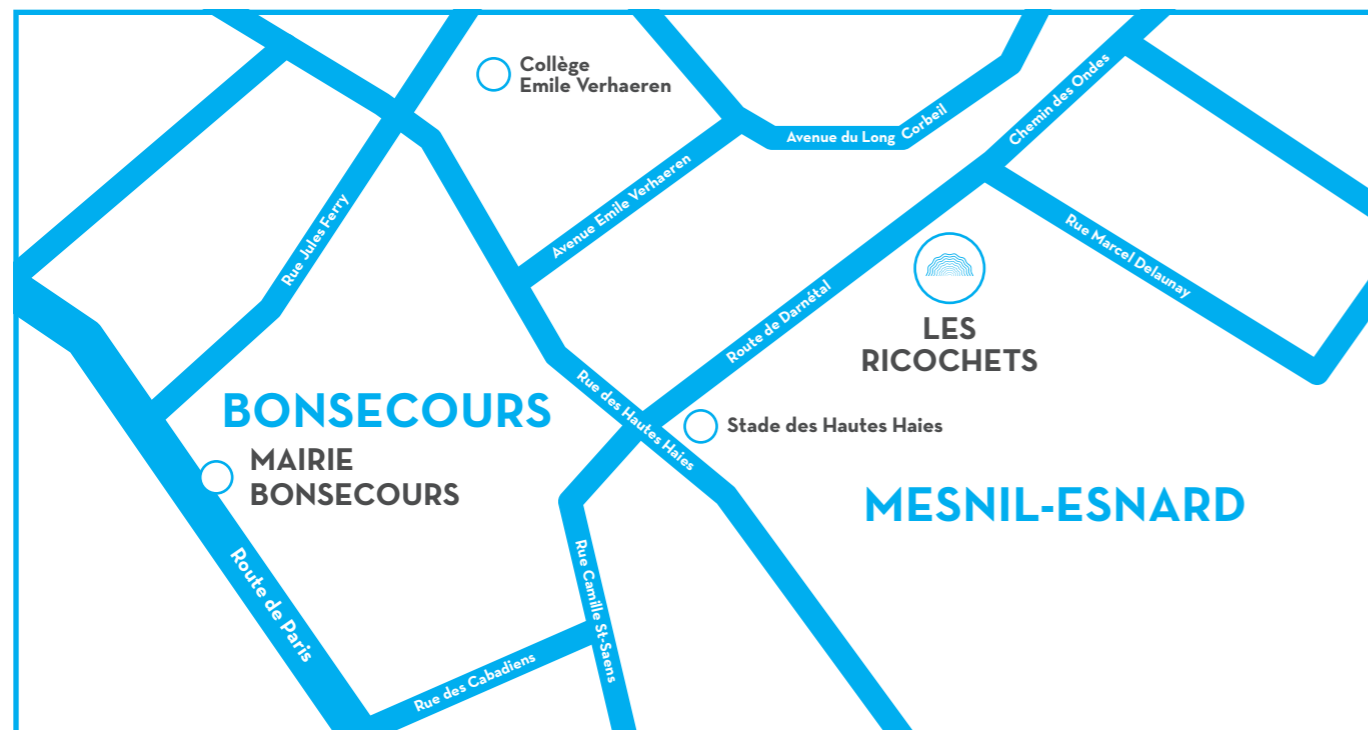 Collège
Emile Verhaeren
Chemin des Ondes
Avenue du Long Corbeil
Avenue Emile Verhaeren
Rue Jules Ferry
Rue Marcel Delaunay
Route de Darnétal
LES
RICOCHETS
Rue des Hautes Haies
BONSECOURS
Stade des Hautes Haies
MAIRIE
BONSECOURS
MESNIL-ESNARD
Route de Paris
Rue Camille St-Saens
Rue des Cabadiens